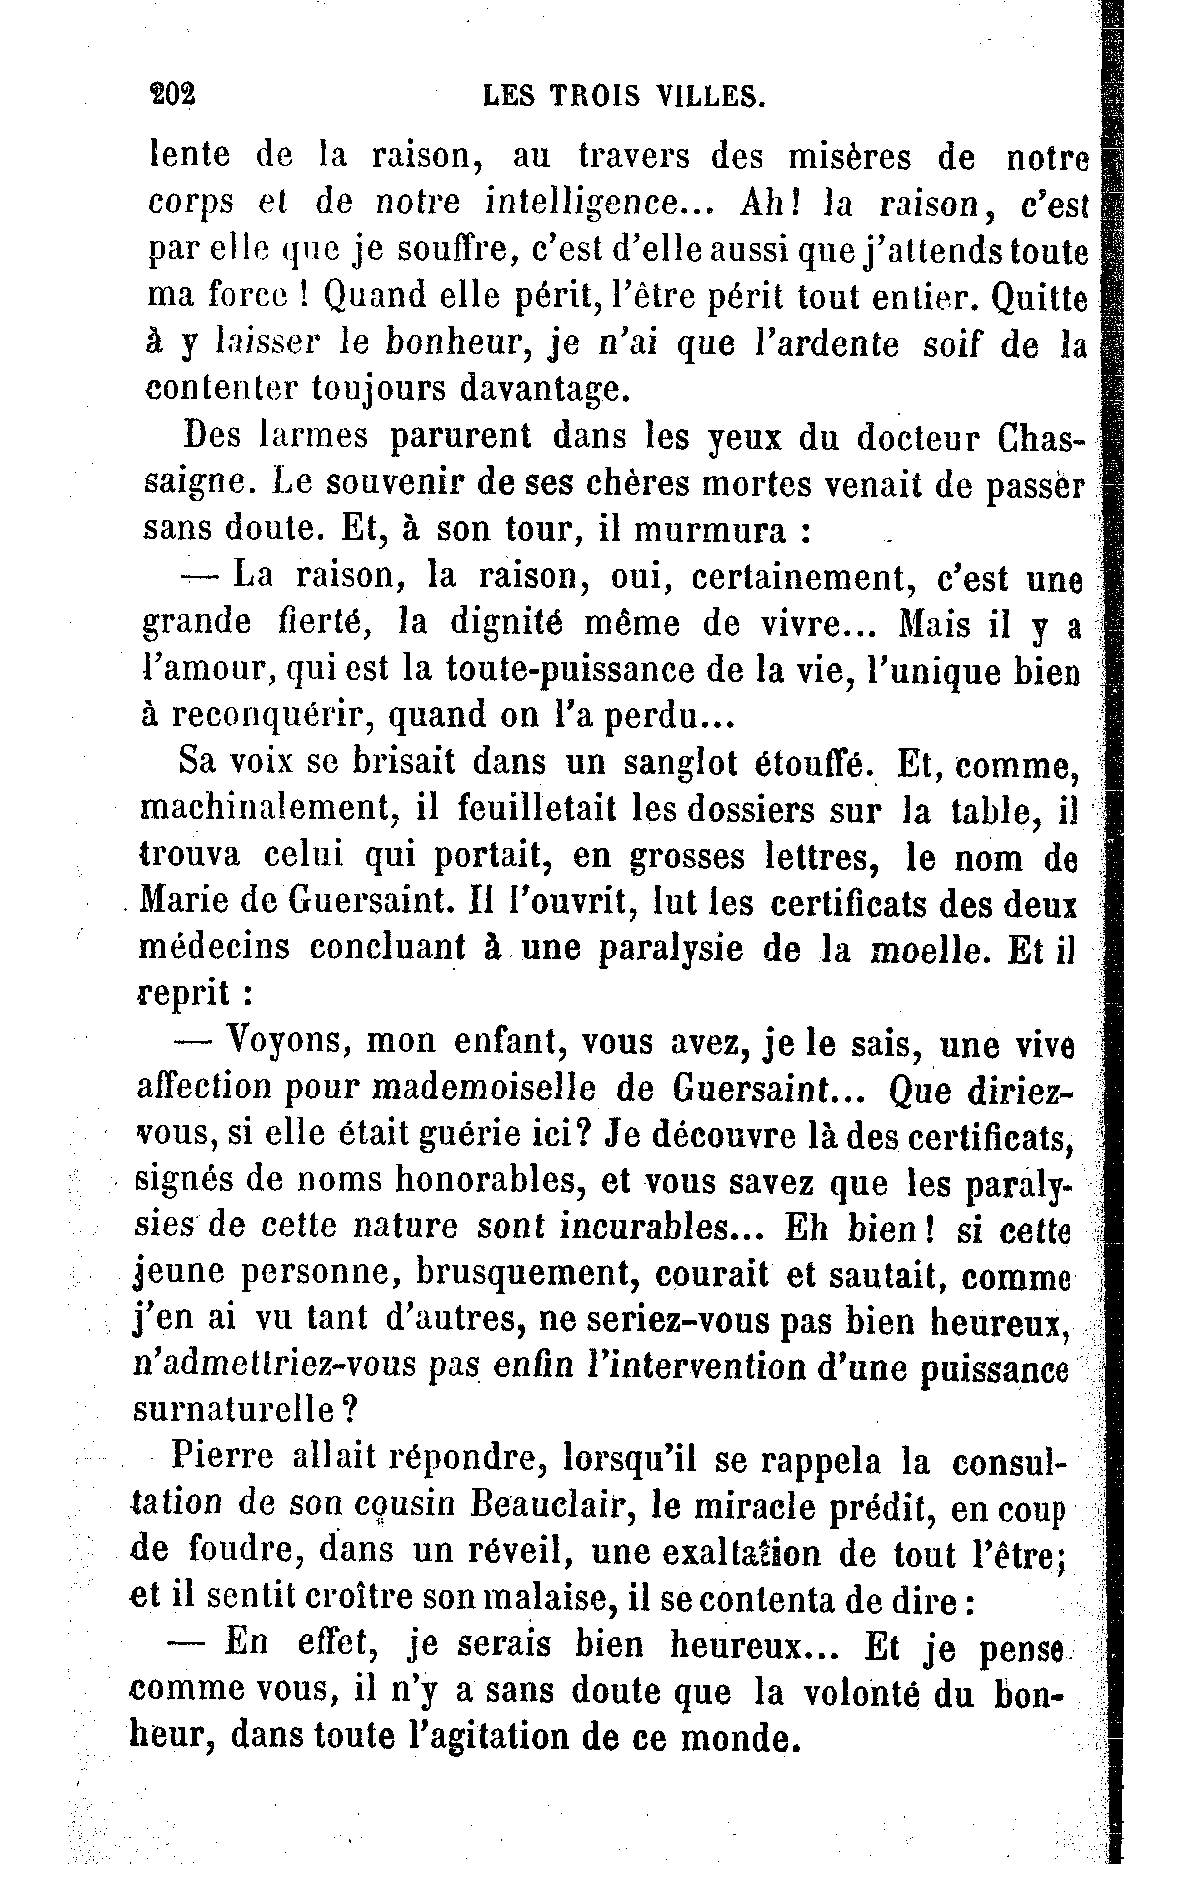 202 LES TROIS VILLES.
lente de la raison, au travers des misères de notre
corps et de notre intelligence... Ah! la raison, c'est
par elle que je souffre, c'est d'elle aussi que j'attends toute
ma force ! Quand elle périt, l'être périt tout entier. Quitte
à y laisser le bonheur, je n'ai que l'ardente soif de la
contenter toujours davantage.
Des larmes parurent dans les yeux du docteur Chas-
saigne. Le souvenir de ses chères mortes venait de passer
sans doute. Et, à son tour, il murmura :
— La raison, la raison, oui, certainement, c'est une
grande fierté, la dignité même de vivre... Mais il y a
l'amour, qui est la toute-puissance de la vie, l'unique bien
à reconquérir, quand on l'a perdu...
Sa voix se brisait dans un sanglot étouffé. Et, comme,
machinalement, il feuilletait les dossiers sur la table, il
trouva celui qui portait, en grosses lettres, le nom de
Marie de Guersaint. Il l'ouvrit, lut les certificats des deux
médecins concluant à une paralysie de la moelle. Et il
reprit :
— Voyons, mon enfant, vous avez, je le sais, une vive
affection pour mademoiselle de Guersaint... Que diriez-
vous, si elle était guérie ici? Je découvre là des certificats,
signés de noms honorables, et vous savez que les paraly-
sies de cette nature sont incurables... Eh bien! si cette
jeune personne, brusquement, courait et sautait, comme
j'en ai vu tant d'autres, ne seriez-vous pas bien heureux,
n'admettriez-vous pas enfin l'intervention d'une puissance
surnaturelle ?
Pierre allait répondre, lorsqu'il se rappela la consul-
tation de son cousin Beauclair, le miracle prédit, en coup
de foudre, dans un réveil, une exaltation de tout l'être;
et il sentit croître son malaise, il se contenta de dire :
— En effet, je serais bien heureux... Et je pense
comme vous, il n'y a sans doute que la volonté du bon-
heur, dans toute l'agitation de ce monde.